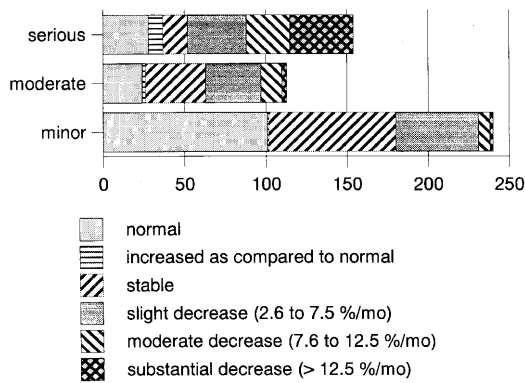 serious
moderate
minor
0 50 100 150 200 250
normal
increased as compared to normal
stable
slight decrease (2.6 to 7.5 %/mo)
moderate decrease (7.6 to 12.5 %/mo)
substantial decrease (> 12.5 %/mo)